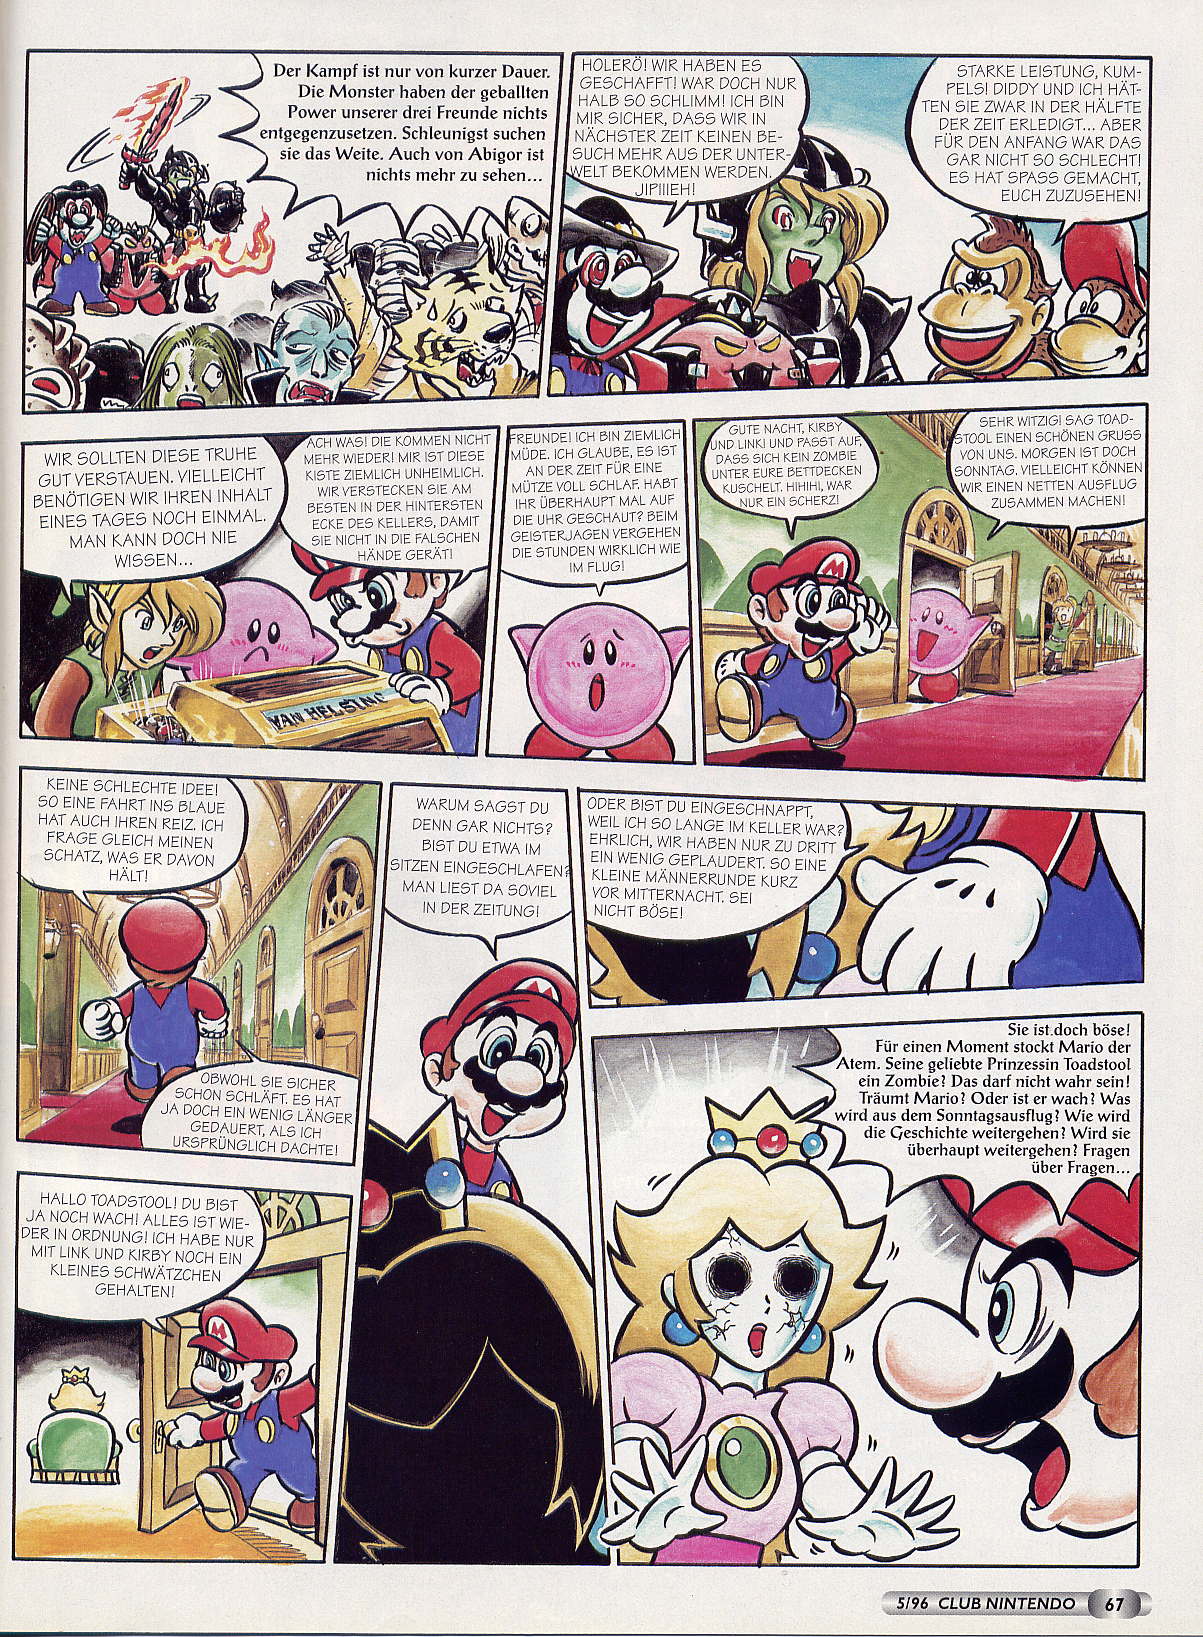 Der Kampf ist nur von kurzer Dauer.
Die Monster haben der geballten
Power unserer drei Freunde nichts
entgegenzusetzen. Schleunigst suchen
sie das Weite. Auch von Abigor ist
nichts mehr zu sehen...
HOLERÖ! WIR HABEN ES
GESCHAFFT! WAR DOCH NUR
HALB SO SCHLIMM! ICH BIN
MIR SICHER, DASS WIR IN
NÄCHSTER ZEIT KEINEN BE-
SUCH MEHR AUS DER UNTER-
WELT BEKOMMEN WERDEN.
JIPIIIEH!
STARKE LEISTUNG, KUM-
PELS! DIDDY UND ICH HÄT-
TEN SIE ZWAR IN DER HÄLFTE
DER ZEIT ERLEDIGT... ABER
FÜR DEN ANFANG WAR DAS
GAR NICHT SO SCHLECHT!
ES HAT SPASS GEMACHT,
EUCH ZUZUSEHEN!
WIR SOLLTEN DIESE TRUHE
GUT VERSTAUEN. VIELLEICHT
BENÖTIGEN WIR IHREN INHALT
EINES TAGES NOCH EINMAL.
MAN KANN DOCH NIE
WISSEN...
ACH WAS! DIE KOMMEN NICHT
MEHR WIEDER! MIR IST DIESE
KISTE ZIEMLICH UNHEIMLICH.
WIR VERSTECKEN SIE AM
BESTEN IN DER HINTERSTEN
ECKE DES KELLERS, DAMIT
SIE NICHT IN DIE FALSCHEN
HÄNDE GERÄT!
VAN HELSING
FREUNDE! ICH BIN ZIEMLICH
MÜDE. ICH GLAUBE, ES IST
AN DER ZEIT FÜR EINE
MÜTZE VOLL SCHLAF. HABT
IHR ÜBERHAUPT MAL AUF
DIE UHR GESCHAUT? BEIM
GEISTERJAGEN VERGEHEN
DIE STUNDEN WIRKLICH WIE
IM FLUG!
GUTE NACHT, KIRBY
UND LINK! UND PASST AUF,
DASS SICH KEIN ZOMBIE
UNTER EURE BETTDECKEN
KUSCHELT. HIHIHI, WAR
NUR EIN SCHERZ!
SEHR WITZIG! SAG TOAD-
STOOL EINEN SCHÖNEN GRUSS
VON UNS. MORGEN IST DOCH
SONNTAG. VIELLEICHT KÖNNEN
WIR EINEN NETTEN AUSFLUG
ZUSAMMEN MACHEN!
M
KEINE SCHLECHTE IDEE!
SO EINE FAHRT INS BLAUE
HAT AUCH IHREN REIZ. ICH
FRAGE GLEICH MEINEN
SCHATZ, WAS ER DAVON
HÄLT!
OBWOHL SIE SICHER
SCHON SCHLÄFT. ES HAT
JA DOCH EIN WENIG LÄNGER
GEDAUERT, ALS ICH
URSPRÜNGLICH DACHTE!
HALLO TOADSTOOL! DU BIST
JA NOCH WACH! ALLES IST WIE-
DER IN ORDNUNG! ICH HABE NUR
MIT LINK UND KIRBY NOCH EIN
KLEINES SCHWÄTZCHEN
GEHALTEN!
M
WARUM SAGST DU
DENN GAR NICHTS?
BIST DU ETWA IM
SITZEN EINGESCHLAFEN?
MAN LIEST DA SOVIEL
IN DER ZEITUNG!
M
ODER BIST DU EINGESCHNAPPT,
WEIL ICH SO LANGE IM KELLER WAR?
EHRLICH, WIR HABEN NUR ZU DRITT
EIN WENIG GEPLAUDERT. SO EINE
KLEINE MÄNNERRUNDE KURZ
VOR MITTERNACHT. SEI
NICHT BÖSE!
Sie ist doch böse!
Für einen Moment stockt Mario der
Atem. Seine geliebte Prinzessin Toadstool
ein Zombie? Das darf nicht wahr sein!
Träumt Mario? Oder ist er wach? Was
wird aus dem Sonntagsausflug? Wie wird
die Geschichte weitergehen? Wird sie
überhaupt weitergehen? Fragen
über Fragen...
5/96 CLUB NINTENDO 67